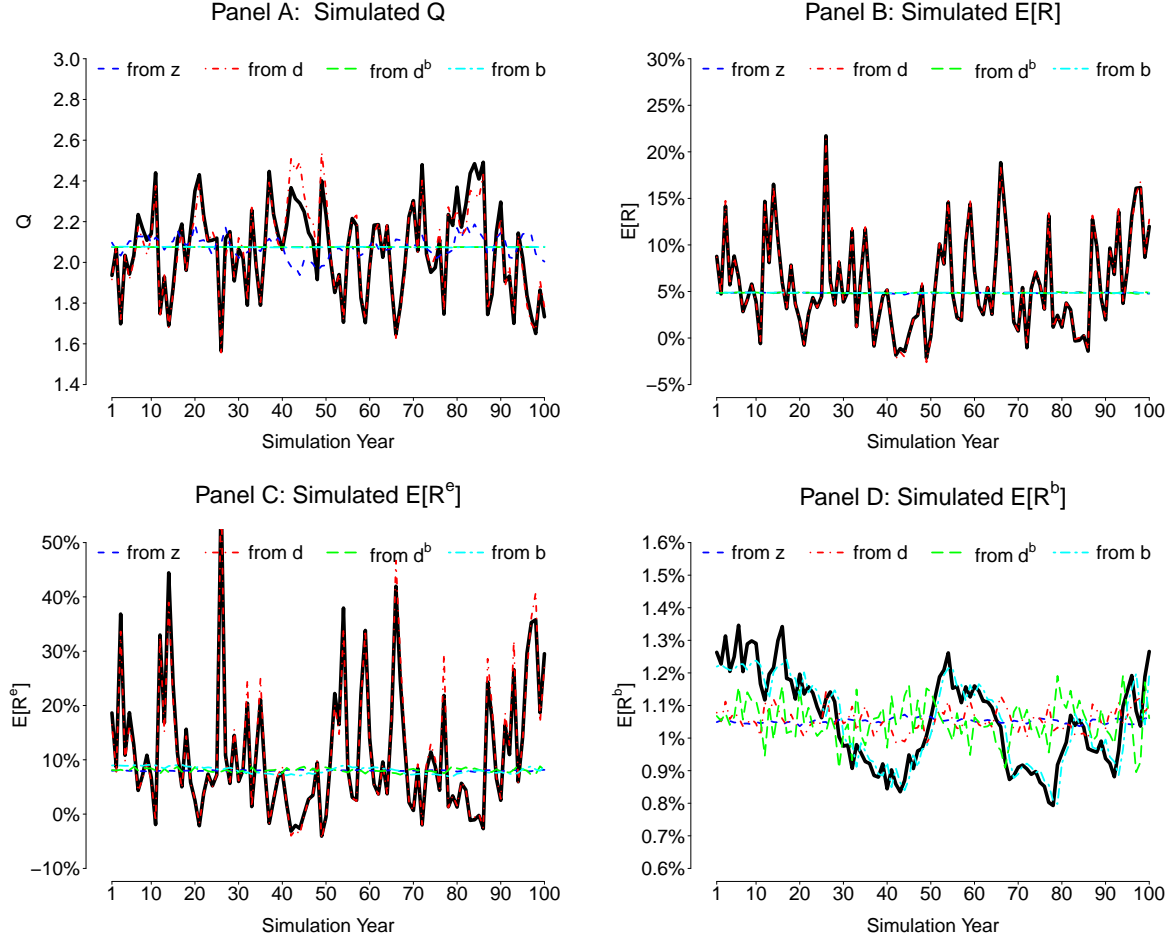 Panel A:  Simulated Q
3.0
2.8
2.6
2.4
2.2
2.0
1.8
1.6
1.4
Q
from z
from d
from d^b
from b
1 10 20 30 40 50 60 70 80 90 100
Simulation Year
Panel B: Simulated E[R]
30%
25%
20%
15%
10%
5%
0%
−5%
E[R]
from z
from d
from d^b
from b
1 10 20 30 40 50 60 70 80 90 100
Simulation Year
Panel C: Simulated E[R^e]
50%
40%
30%
20%
10%
0%
−10%
E[R^e]
from z
from d
from d^b
from b
1 10 20 30 40 50 60 70 80 90 100
Simulation Year
Panel D: Simulated E[R^b]
1.6%
1.5%
1.4%
1.3%
1.2%
1.1%
1%
0.9%
0.8%
0.7%
0.6%
E[R^b]
from z
from d
from d^b
from b
1 10 20 30 40 50 60 70 80 90 100
Simulation Year